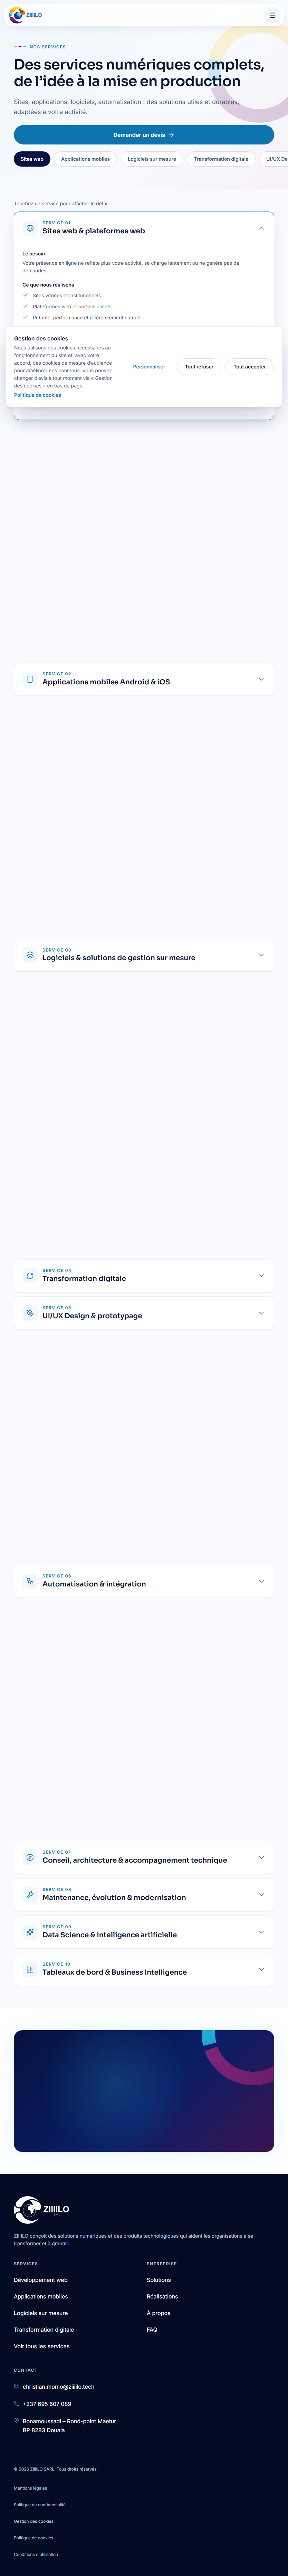 ZIIIILO
NOS SERVICES
Des services numériques complets,
de l'idée à la mise en production
Sites, applications, logiciels, automatisation : des solutions utiles et durables,
adaptées à votre activité.
Demander un devis
Sites web
Applications mobiles
Logiciels sur mesure
Transformation digitale
UI/UX De
Touchez un service pour afficher le détail.
SERVICE 01
Sites web & plateformes web
Le besoin
Votre présence en ligne ne reflète plus votre activité, se charge lentement ou ne génère pas de
demandes.
Ce que nous réalisons
Sites vitrines et institutionnels
Plateformes web et portails clients
Refonte, performance et référencement naturel
Gestion des cookies
Nous utilisons des cookies nécessaires au
fonctionnement du site et, avec votre
accord, des cookies de mesure d'audience
pour améliorer nos contenus. Vous pouvez
changer d'avis à tout moment via « Gestion
des cookies » en bas de page.
Politique de cookies
Personnaliser
Tout refuser
Tout accepter
SERVICE 02
Applications mobiles Android & iOS
SERVICE 03
Logiciels & solutions de gestion sur mesure
SERVICE 04
Transformation digitale
SERVICE 05
UI/UX Design & prototypage
SERVICE 06
Automatisation & intégration
SERVICE 07
Conseil, architecture & accompagnement technique
SERVICE 08
Maintenance, évolution & modernisation
SERVICE 09
Data Science & Intelligence artificielle
SERVICE 10
Tableaux de bord & Business Intelligence
ZIIIILO
ZIIIILO conçoit des solutions numériques et des produits technologiques qui aident les organisations à se
transformer et à grandir.
SERVICES
Développement web
Applications mobiles
Logiciels sur mesure
Transformation digitale
Voir tous les services
ENTREPRISE
Solutions
Réalisations
À propos
FAQ
CONTACT
christian.momo@ziiiilo.tech
+237 695 607 089
Bonamoussadi – Rond-point Maetur
BP 8283 Douala
© 2026 ZIIIILO SARL. Tous droits réservés.
Mentions légales
Politique de confidentialité
Gestion des cookies
Politique de cookies
Conditions d'utilisation